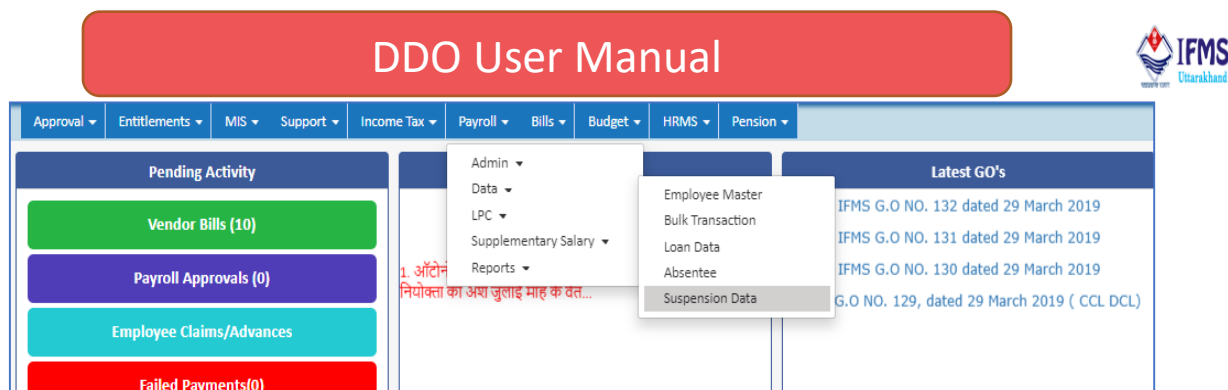 DDO User Manual
IFMS
Uttarakhand
Approval Entitlements MIS Support Income Tax Payroll Bills Budget HRMS Pension
Pending Activity
Vendor Bills (10)
Payroll Approvals (0)
Employee Claims/Advances
Failed Payments(0)
Admin
Data
LPC
Supplementary Salary
Reports
Employee Master
Bulk Transaction
Loan Data
Absentee
Suspension Data
1.
नियोक्ता का अंश जुलाई माह के
Latest GO's
IFMS G.O NO. 132 dated 29 March 2019
IFMS G.O NO. 131 dated 29 March 2019
IFMS G.O NO. 130 dated 29 March 2019
G.O NO. 129, dated 29 March 2019 ( CCL DCL)